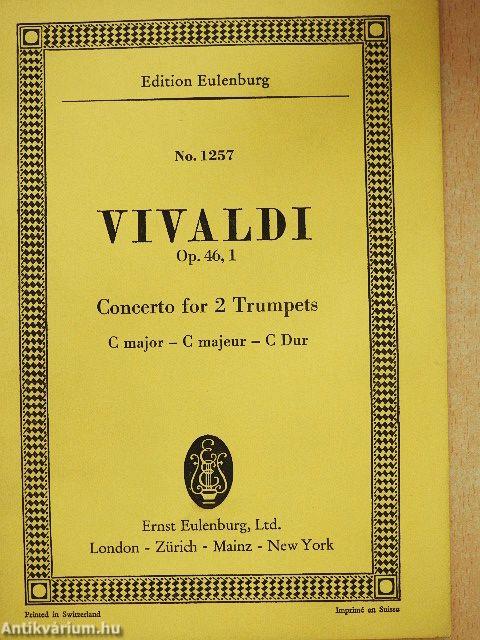 Edition Eulenburg
No. 1257
VIVALDI
Op. 46, 1
Concerto for 2 Trumpets
C major – C majeur – C Dur
Ernst Eulenburg, Ltd.
London - Zürich - Mainz - New York
Printed in Switzerland
Imprimé en Suisse
Antikvárium.hu